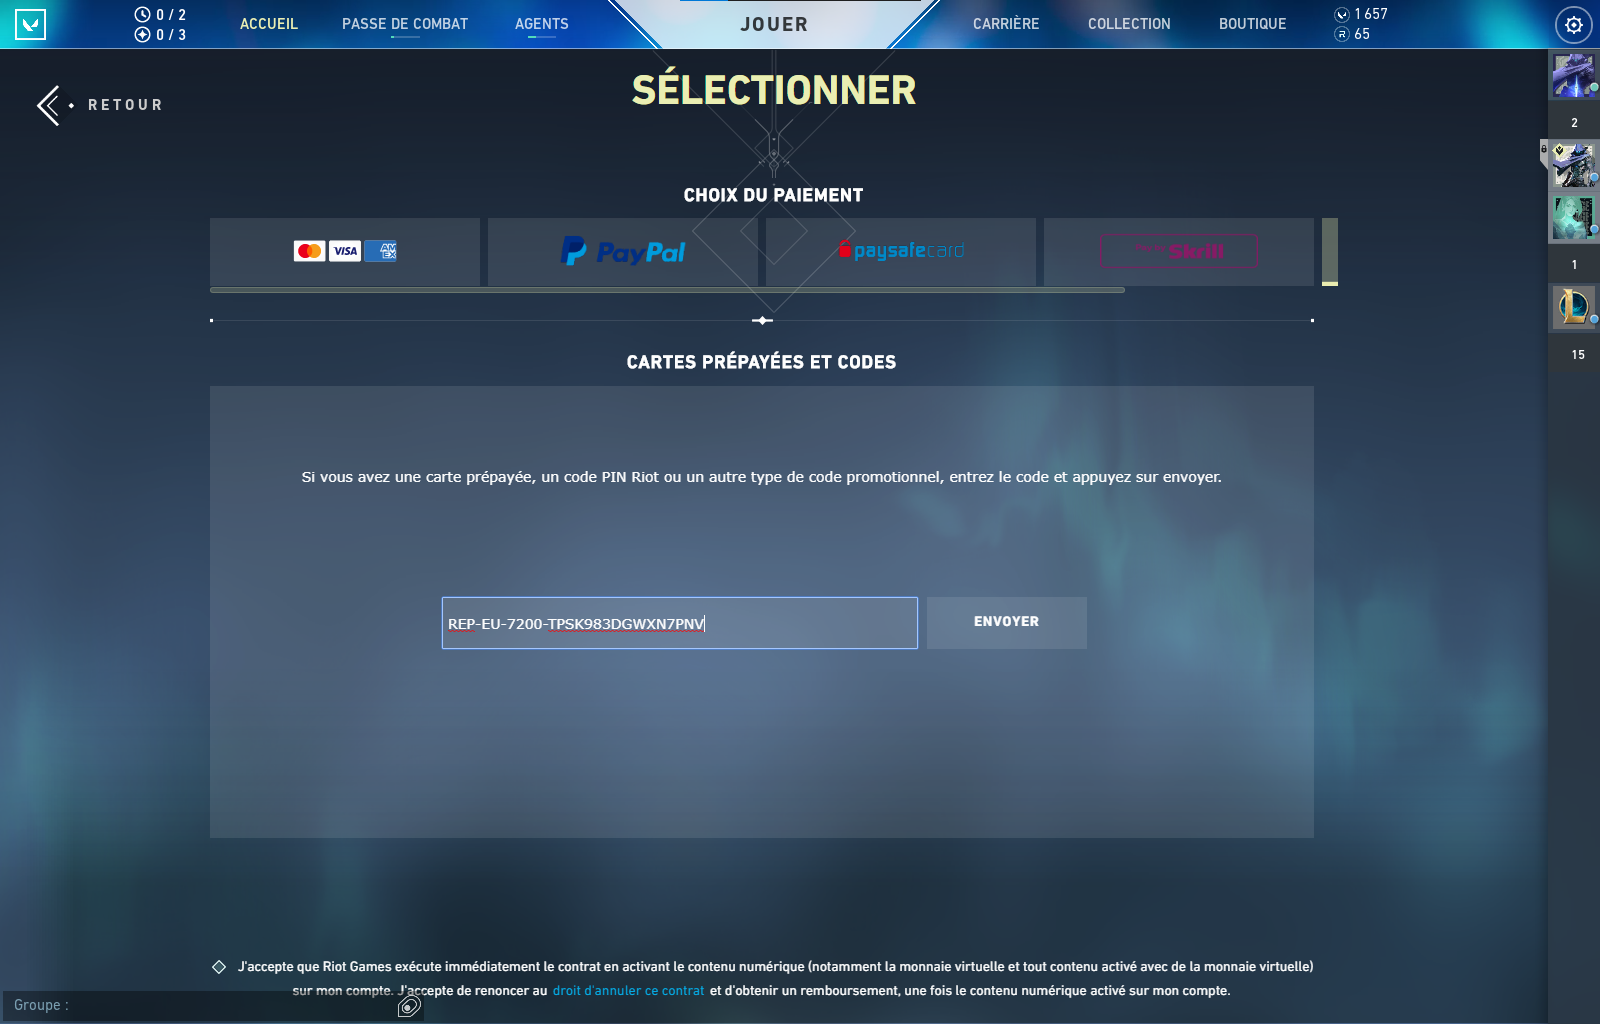 0 / 2
0 / 3
ACCUEIL
PASSE DE COMBAT
AGENTS
JOUER
CARRIÈRE
COLLECTION
BOUTIQUE
1 657
65
RETOUR
SÉLECTIONNER
2
CHOIX DU PAIEMENT
VISA
AM
EX
PayPal
paysafecard
Skrill
1
CARTES PRÉPAYÉES ET CODES
15
Si vous avez une carte prépayée, un code PIN Riot ou un autre type de code promotionnel, entrez le code et appuyez sur envoyer.
REP-EU-7200-TPSK983DGWXN7PNV
ENVOYER
J'accepte que Riot Games exécute immédiatement le contrat en activant le contenu numérique (notamment la monnaie virtuelle et tout contenu activé avec de la monnaie virtuelle)
sur mon compte. J'accepte de renoncer au droit d'annuler ce contrat et d'obtenir un remboursement, une fois le contenu numérique activé sur mon compte.
Groupe :